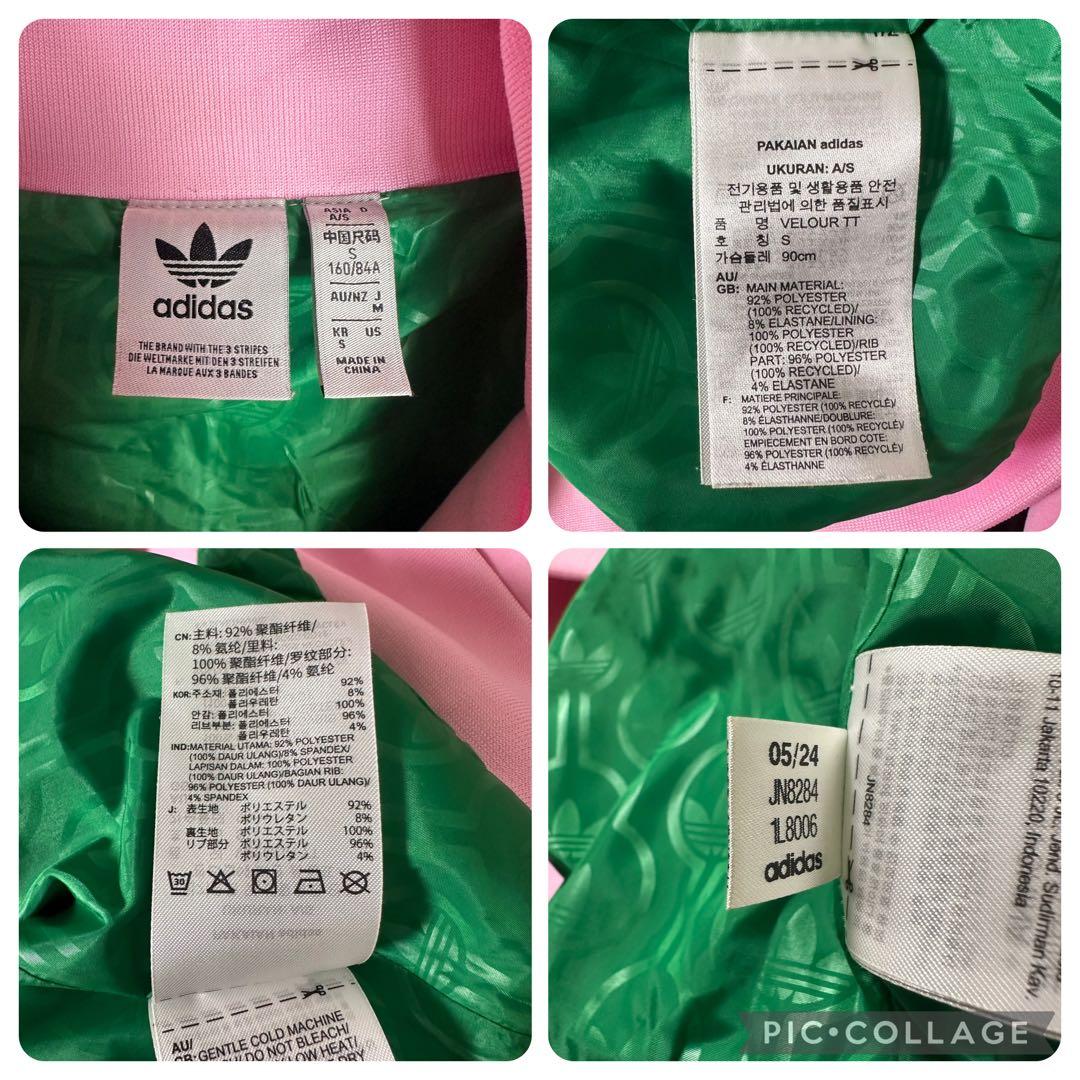 adidas
THE BRAND WITH THE 3 STRIPES
DIE WELTMARKE MIT DEN 3 STREIFEN
LA MARQUE AUX 3 BANDES
ASIA D
A/S
中国尺码
S
160/84A
AU/NZ J
M
KR US
S
MADE IN
CHINA
PAKAIAN adidas
UKURAN: A/S
전기용품 및 생활용품 안전
관리법에 의한 품질표시
품 명 VELOUR TT
호 칭 S
가슴둘레 90cm
AU/
GB: MAIN MATERIAL:
92% POLYESTER
(100% RECYCLED)/
8% ELASTANE/LINING:
100% POLYESTER
(100% RECYCLED)/RIB
PART: 96% POLYESTER
(100% RECYCLED)/
4% ELASTANE
F: MATIERE PRINCIPALE:
92% POLYESTER (100% RECYCLÉ)/
8% ÉLASTHANNE/DOUBLURE:
100% POLYESTER (100% RECYCLÉ)/
EMPIECEMENT EN BORD COTE:
96% POLYESTER (100% RECYCLÉ)/
4% ÉLASTHANNE
CN: 主料: 92% 聚酯纤维/
8% 氨纶/里料:
100% 聚酯纤维/罗纹部分:
96% 聚酯纤维/4% 氨纶
KOR: 주소재: 폴리에스터 92%
폴리우레탄 8%
안감: 폴리에스터 100%
리브부분: 폴리에스터 96%
폴리우레탄 4%
IND: MATERIAL UTAMA: 92% POLYESTER
(100% DAUR ULANG)/8% SPANDEX/
LAPISAN DALAM: 100% POLYESTER
(100% DAUR ULANG)/BAGIAN RIB:
96% POLYESTER (100% DAUR ULANG)/
4% SPANDEX
J: 表生地 ポリエステル 92%
ポリウレタン 8%
裏生地 ポリエステル 100%
リブ部分 ポリエステル 96%
ポリウレタン 4%
30
AU/
GB: GENTLE COLD MACHINE
DO NOT BLEACH/
LOW HEAT/
05/24
JN8284
1L8006
adidas
JN8284
Jend. Sudirman Kav.
10-11 Jakarta 10220, Indonesia
PIC•COLLAGE